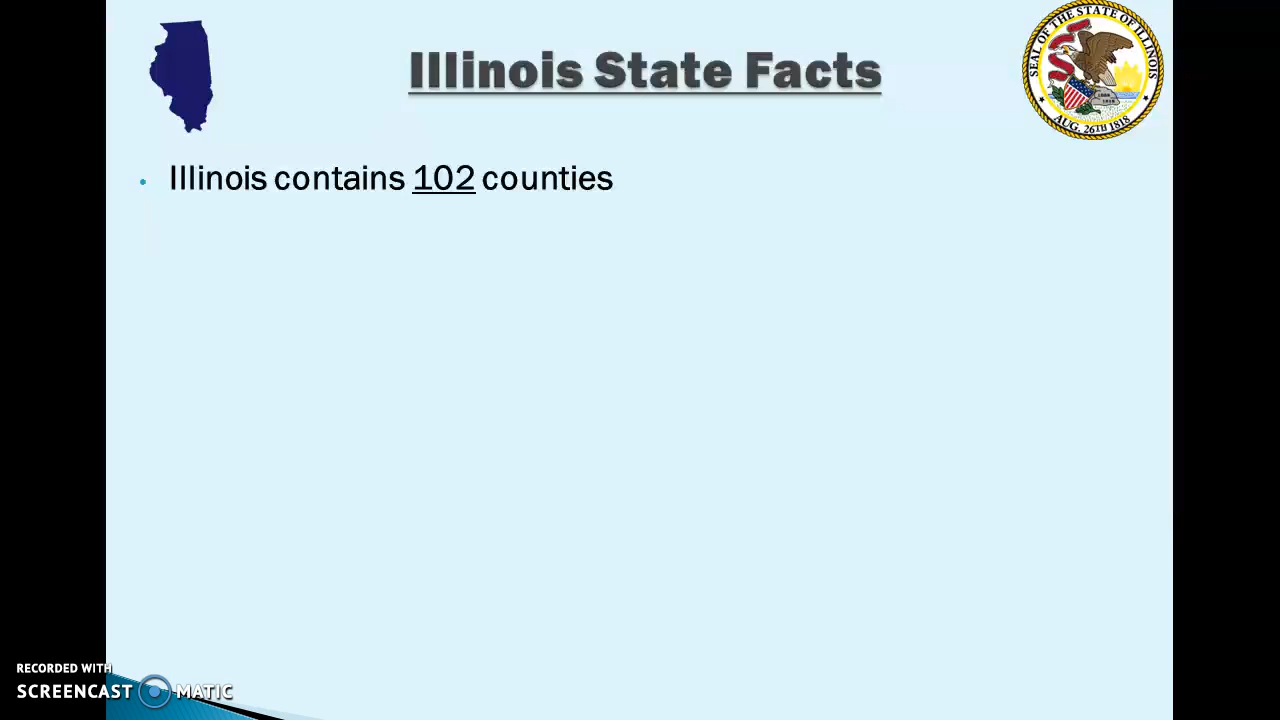 Illinois State Facts
SEAL OF THE STATE OF ILLINOIS
AUG. 26TH 1818
• Illinois contains 102 counties
RECORDED WITH
SCREENCAST MATIC